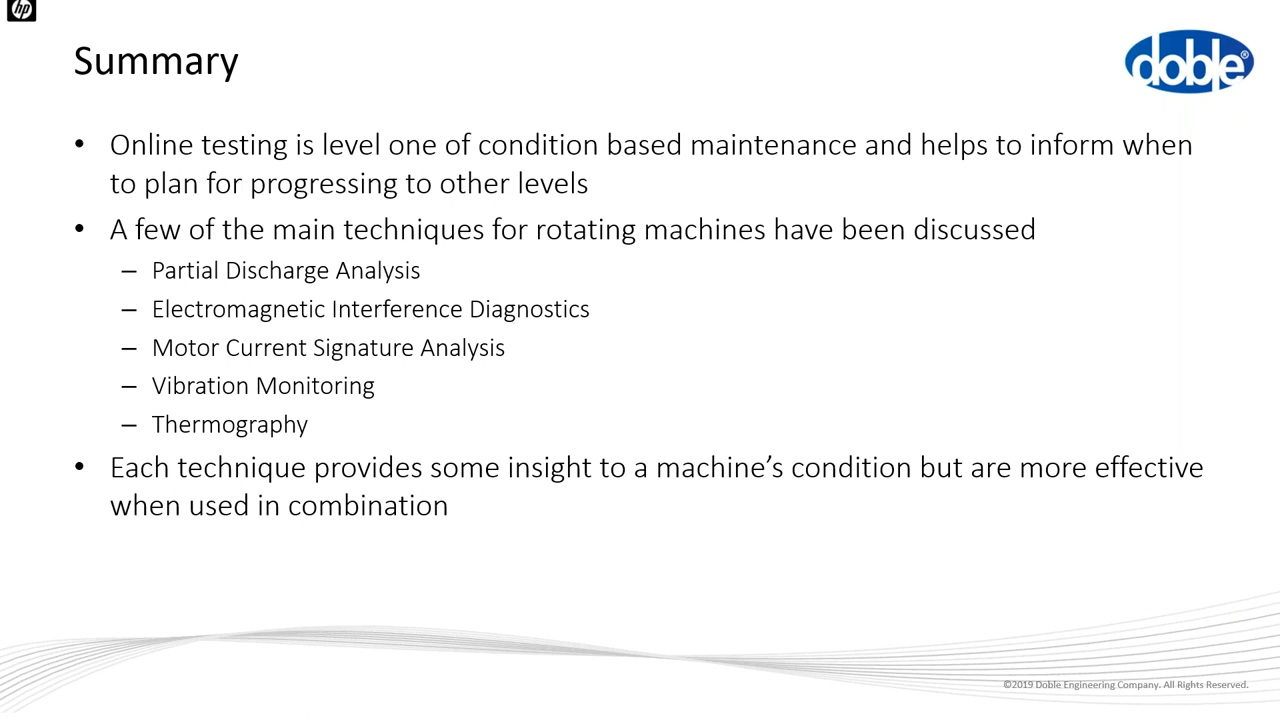 hp
Summary
doble®
• Online testing is level one of condition based maintenance and helps to inform when
to plan for progressing to other levels
• A few of the main techniques for rotating machines have been discussed
– Partial Discharge Analysis
– Electromagnetic Interference Diagnostics
– Motor Current Signature Analysis
– Vibration Monitoring
– Thermography
• Each technique provides some insight to a machine’s condition but are more effective
when used in combination
©2019 Doble Engineering Company. All Rights Reserved.